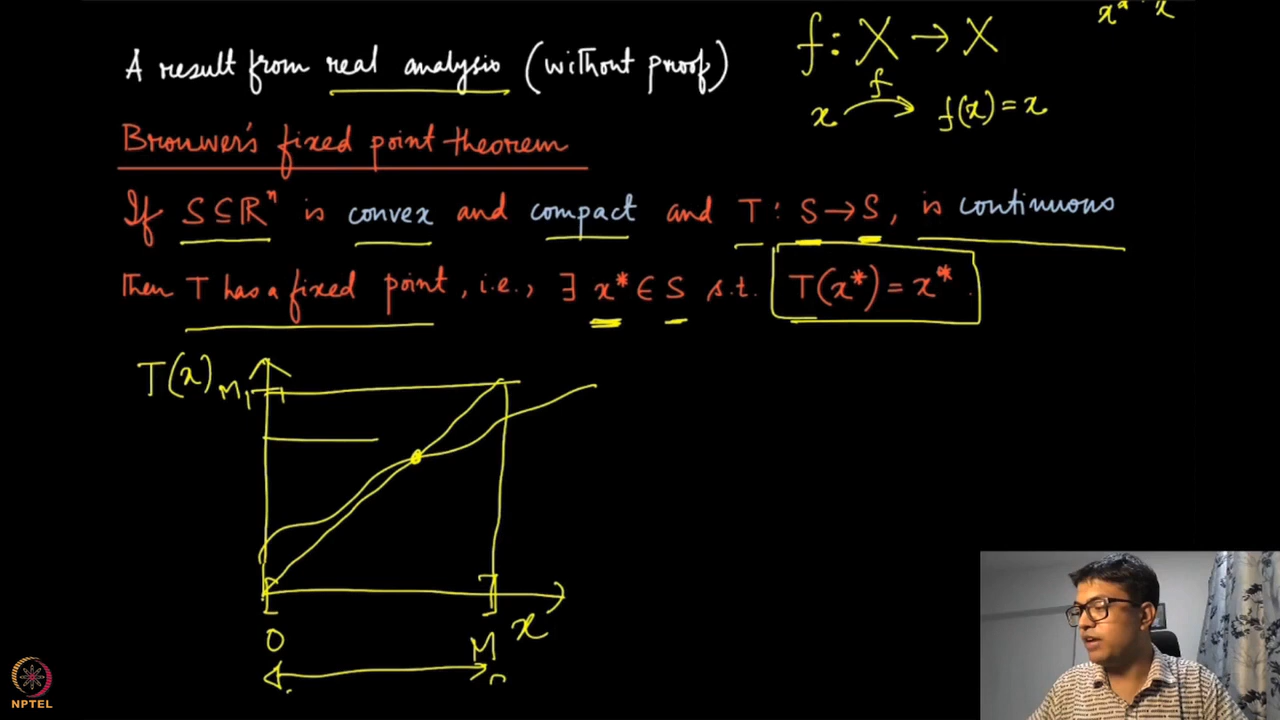 A result from real analysis (without proof)
f: X → X
x f f(x) = x
Brouwer's fixed point theorem
If S ⊆ ℝⁿ is convex and compact and T : S → S, is continuous
then T has a fixed point, i.e., ∃ x* ∈ S s.t. T(x*) = x*.
T(x) M
0 M x
NPTEL